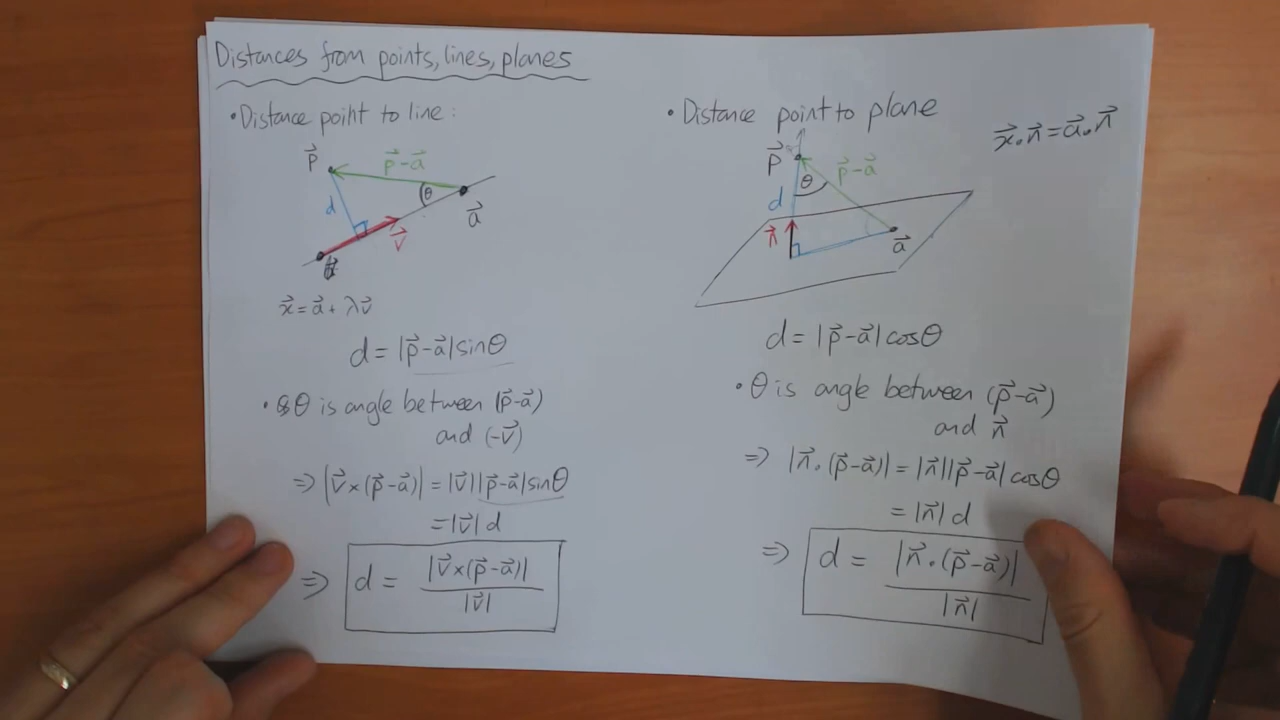 Distances from points, lines, planes
• Distance point to line:
p⃗
p⃗-a⃗
θ
d
a⃗
v⃗
x⃗ = a⃗ + λv⃗
d = |p⃗-a⃗|sinθ
• θ is angle between (p⃗-a⃗)
and (-v⃗)
⇒ |v⃗×(p⃗-a⃗)| = |v⃗||p⃗-a⃗|sinθ
= |v⃗| d
⇒ d = |v⃗×(p⃗-a⃗)| / |v⃗|
• Distance point to plane
x⃗•n⃗ = a⃗•n⃗
p⃗
θ
p⃗-a⃗
d
n⃗
a⃗
d = |p⃗-a⃗|cosθ
• θ is angle between (p⃗-a⃗)
and n⃗
⇒ |n⃗•(p⃗-a⃗)| = |n⃗||p⃗-a⃗|cosθ
= |n⃗|d
⇒ d = |n⃗•(p⃗-a⃗)| / |n⃗|